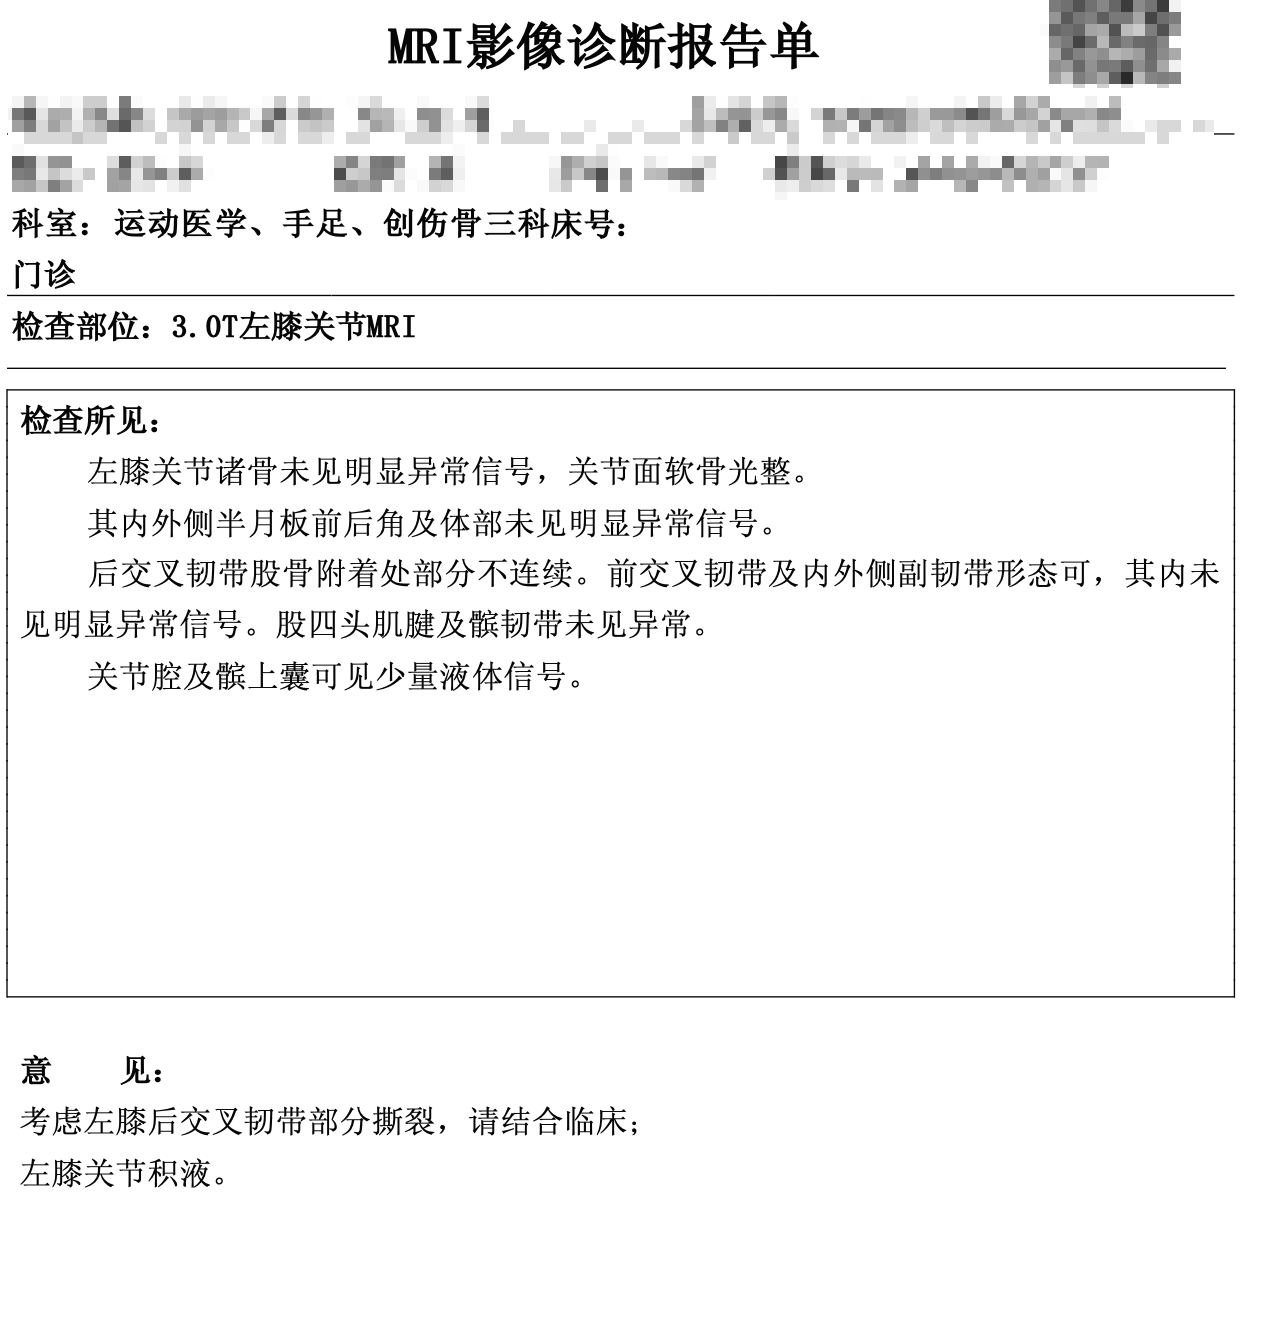 MRI影像诊断报告单
科室：运动医学、手足、创伤骨三科床号：
门诊
检查部位：3.0T左膝关节MRI
检查所见：
左膝关节诸骨未见明显异常信号，关节面软骨光整。
其内外侧半月板前后角及体部未见明显异常信号。
后交叉韧带股骨附着处部分不连续。前交叉韧带及内外侧副韧带形态可，其内未
见明显异常信号。股四头肌腱及髌韧带未见异常。
关节腔及髌上囊可见少量液体信号。
意 见：
考虑左膝后交叉韧带部分撕裂，请结合临床；
左膝关节积液。